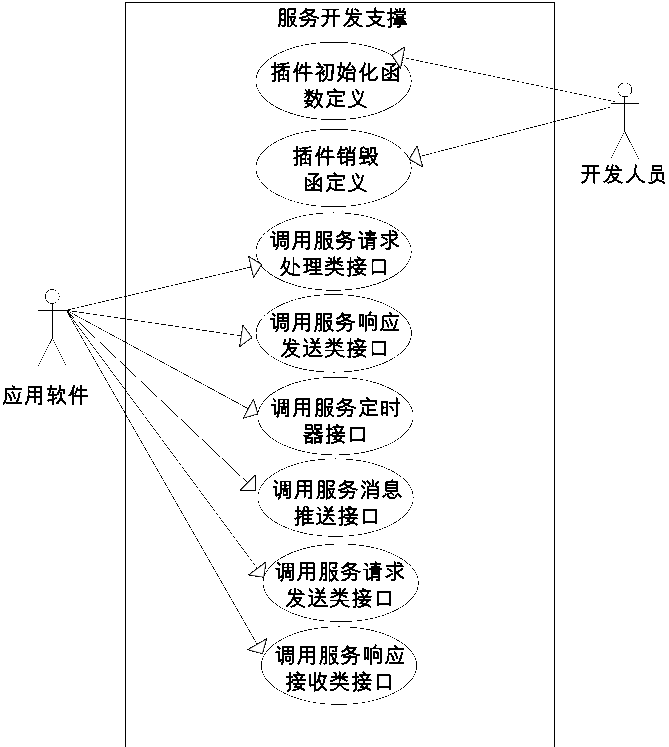 服务开发支撑
插件初始化函
数定义
插件销毁
函定义
开发人员
调用服务请求
处理类接口
调用服务响应
发送类接口
应用软件
调用服务定时
器接口
调用服务消息
推送接口
调用服务请求
发送类接口
调用服务响应
接收类接口